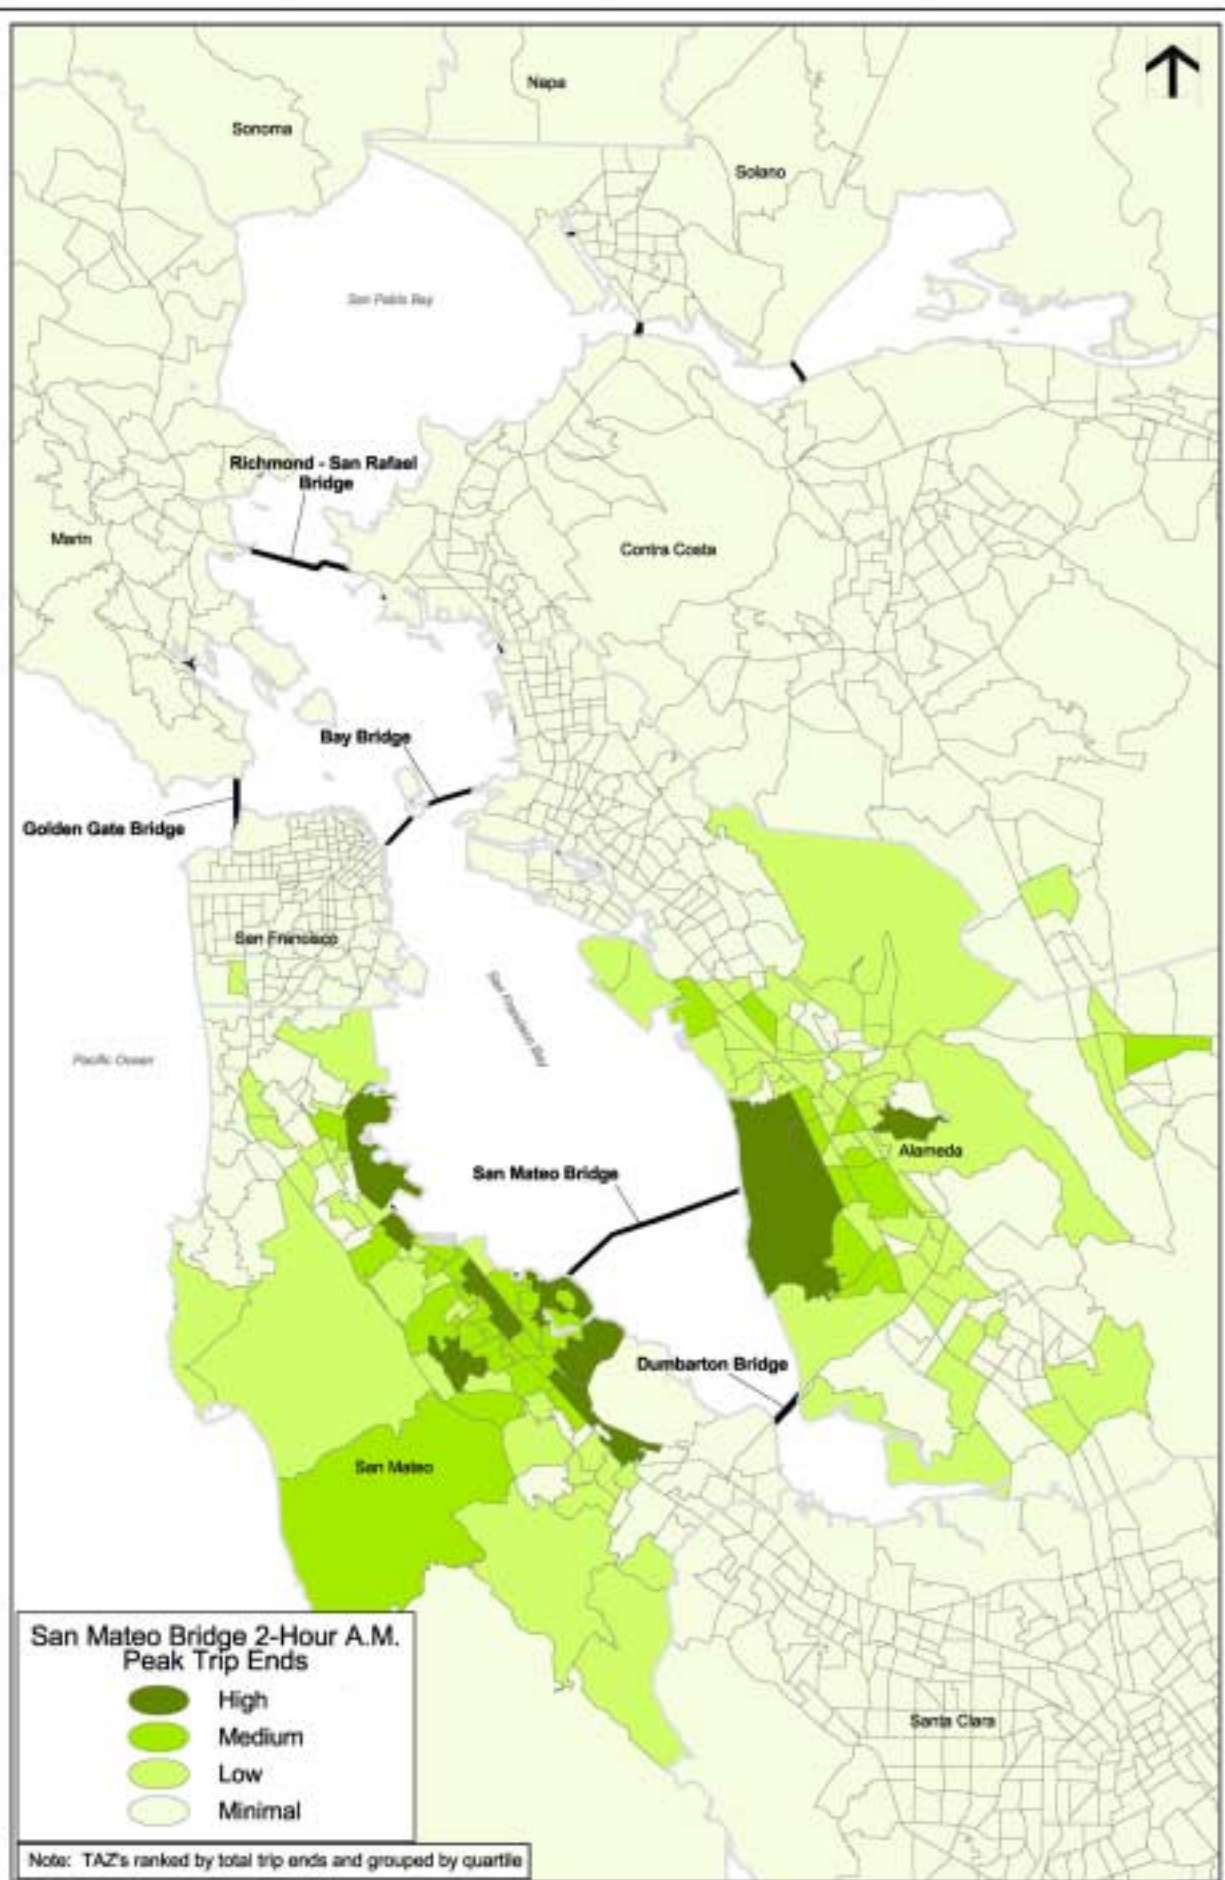 Napa
Sonoma
Solano
San Pablo Bay
Richmond - San Rafael
Bridge
Marin
Contra Costa
Bay Bridge
Golden Gate Bridge
San Francisco
San Francisco Bay
Pacific Ocean
Alameda
San Mateo Bridge
Dumbarton Bridge
San Mateo
San Mateo Bridge 2-Hour A.M.
Peak Trip Ends
High
Medium
Low
Minimal
Santa Clara
Note: TAZ's ranked by total trip ends and grouped by quartile